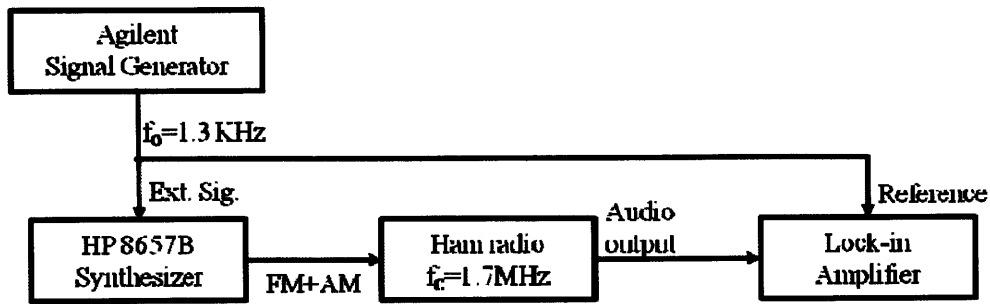 Agilent
Signal Generator
f₀=1.3 KHz
Ext. Sig.
Reference
HP 8657B
Synthesizer
FM+AM
Ham radio
f_c=1.7MHz
Audio
output
Lock-in
Amplifier